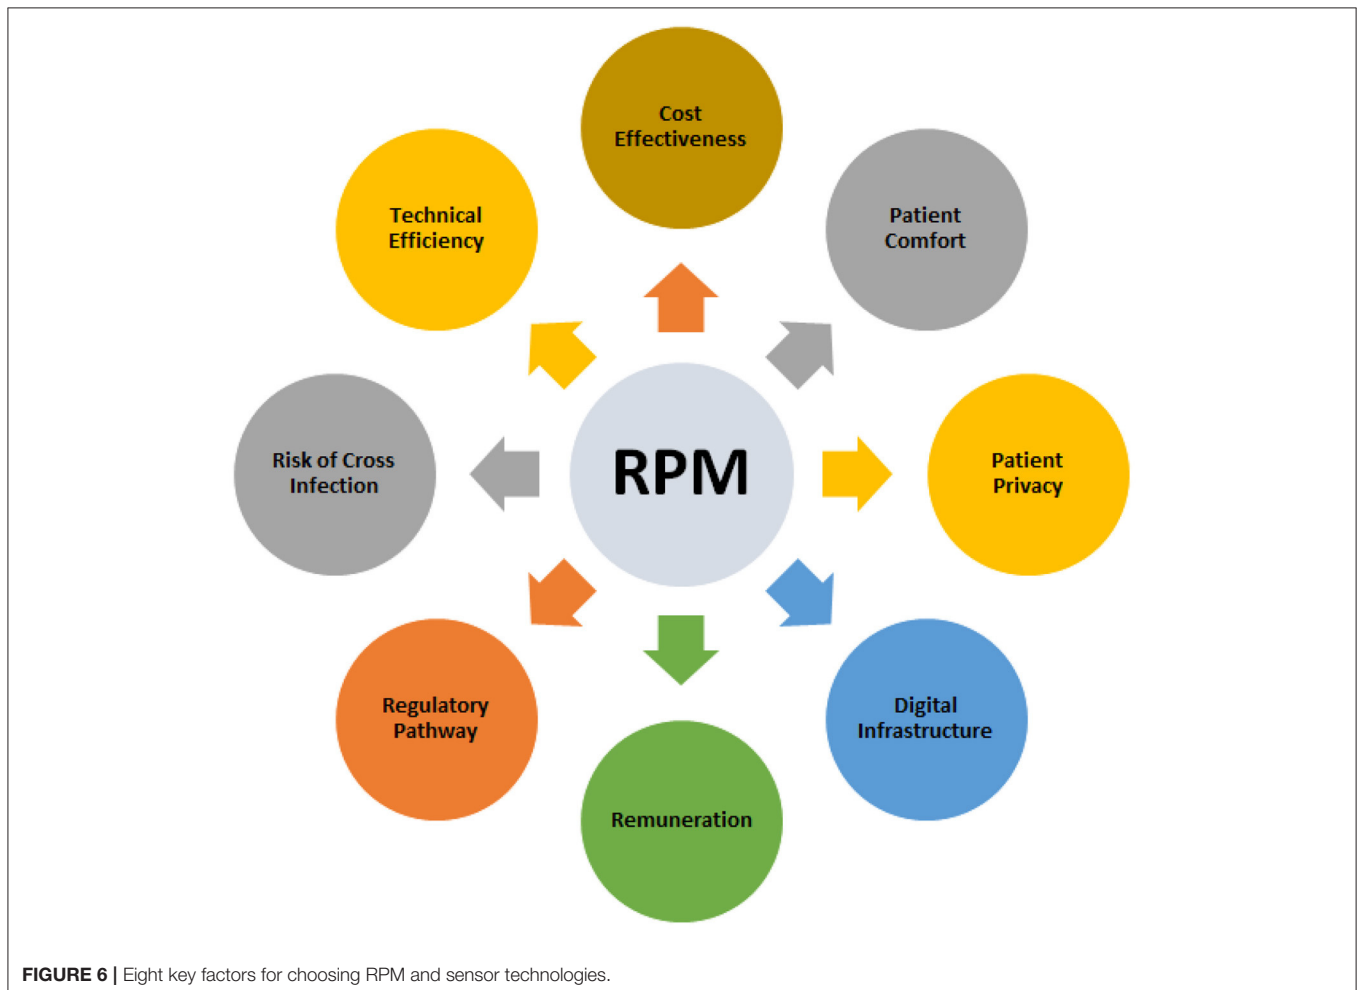 Cost
Effectiveness
Technical
Efficiency
Patient
Comfort
Risk of Cross
Infection
RPM
Patient
Privacy
Regulatory
Pathway
Digital
Infrastructure
Remuneration
FIGURE 6 | Eight key factors for choosing RPM and sensor technologies.